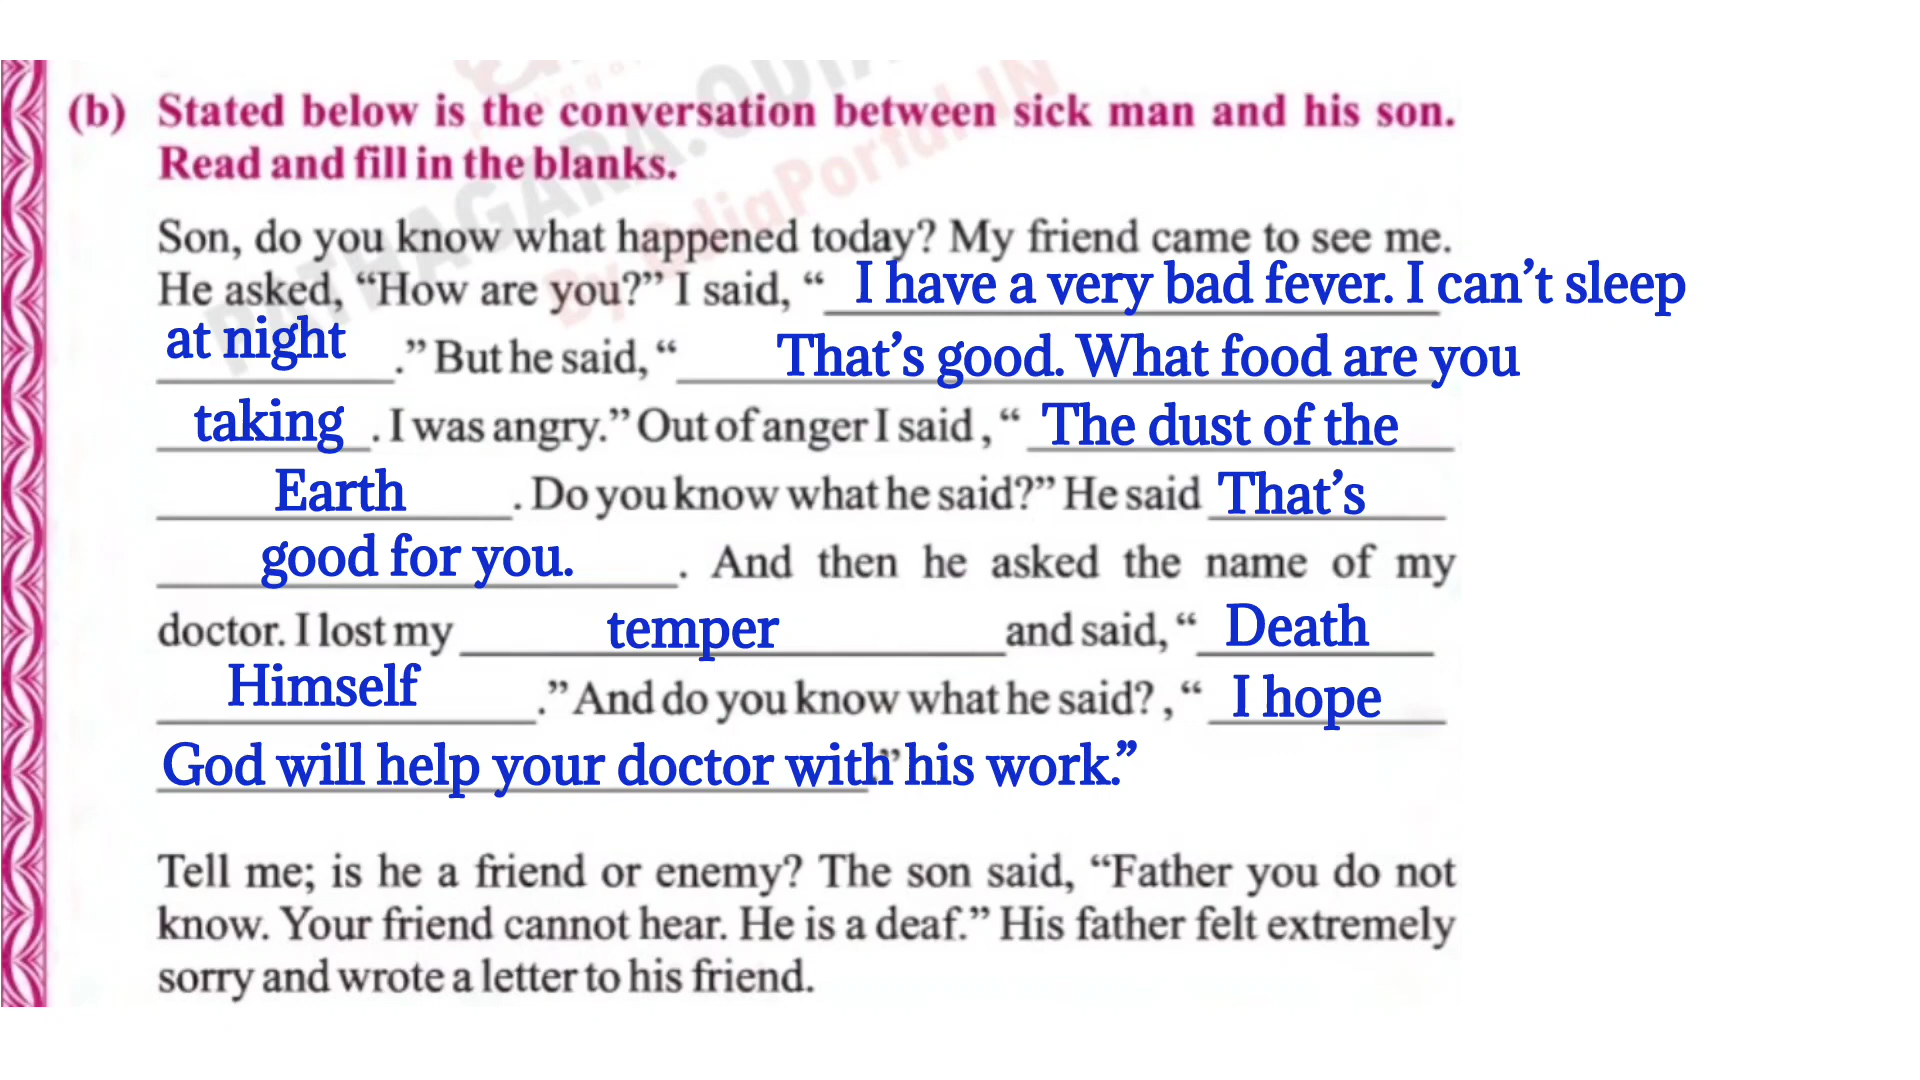 (b) Stated below is the conversation between sick man and his son.
Read and fill in the blanks.
Son, do you know what happened today? My friend came to see me.
He asked, “How are you?” I said, “ I have a very bad fever. I can’t sleep
at night .” But he said, “ That’s good. What food are you
taking . I was angry.” Out of anger I said , “ The dust of the
Earth . Do you know what he said?” He said That’s
good for you. . And then he asked the name of my
doctor. I lost my temper and said, “ Death
Himself .” And do you know what he said? , “ I hope
God will help your doctor with his work.”
Tell me; is he a friend or enemy? The son said, “Father you do not
know. Your friend cannot hear. He is a deaf.” His father felt extremely
sorry and wrote a letter to his friend.
PATHAGARA.ODIA
By OdiaPortal.IN